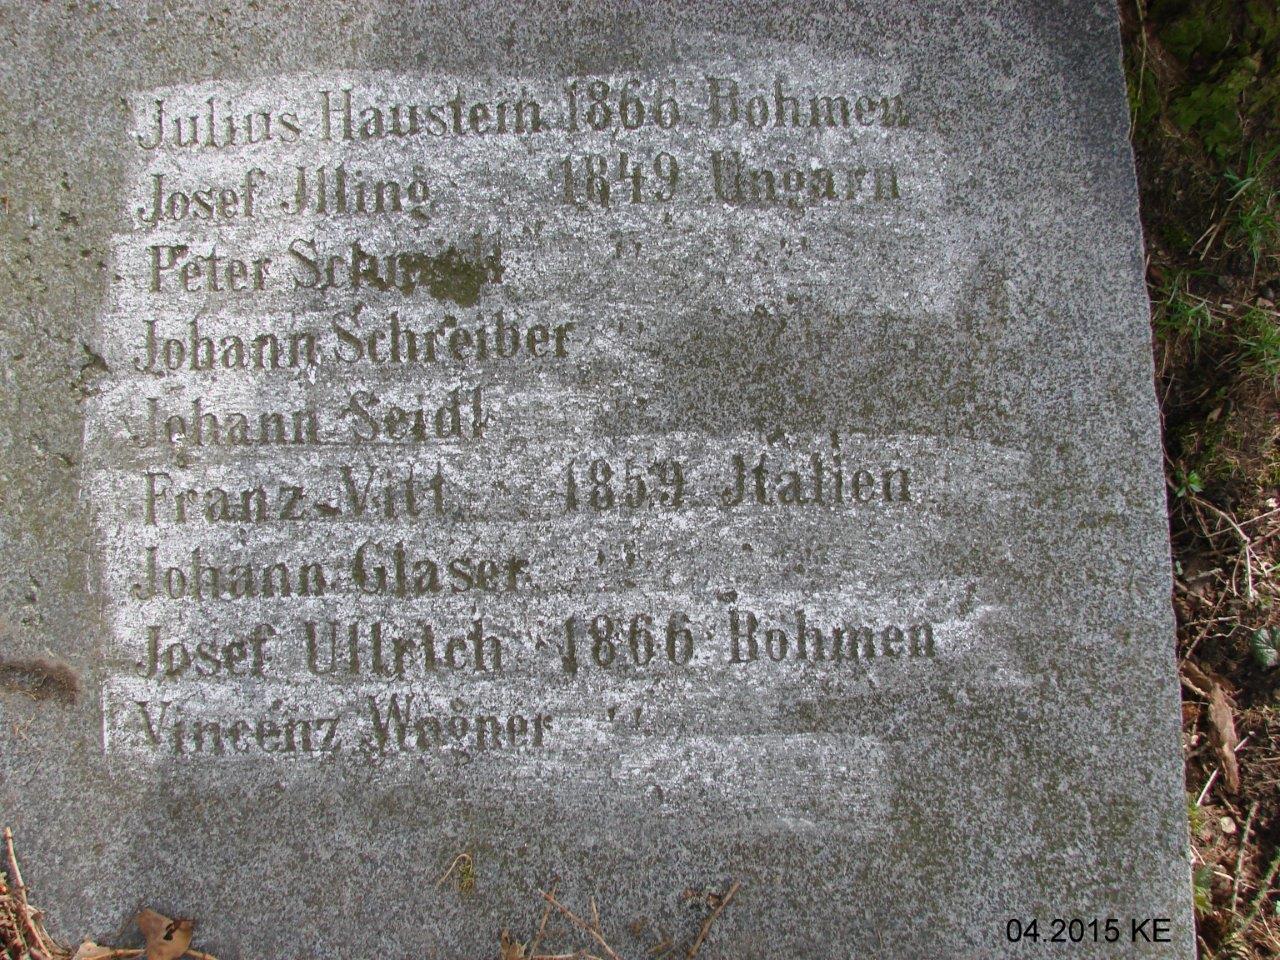 Julius Haustein 1866 Böhmen
Josef Jlling 1849 Ungarn
Peter " "
Johann Schreiber "
Johann Seidl
Franz Vitt 1859 Italien
Johann Glaser " "
Josef Ullrich 1866 Böhmen
Vincenz Wagner " "
04.2015 KE